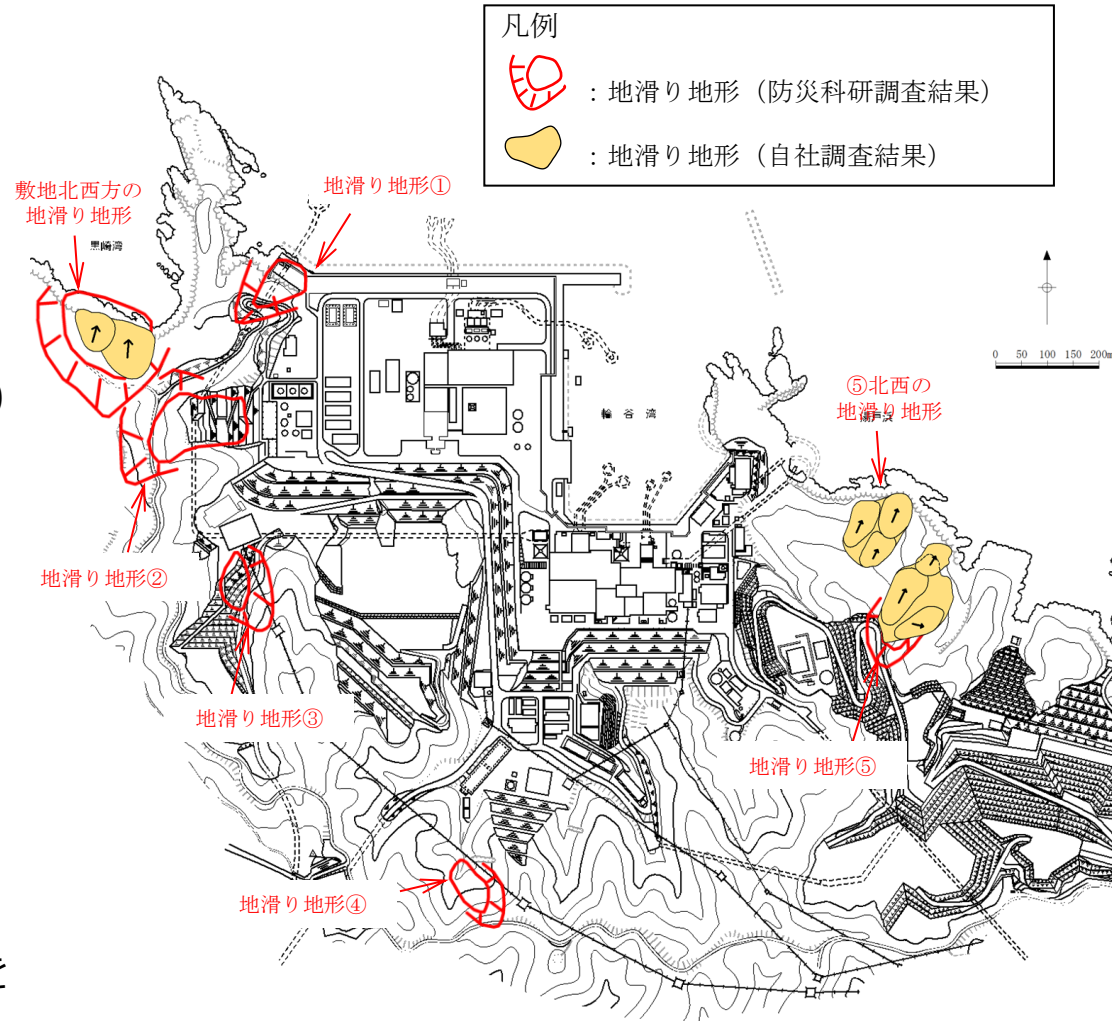 凡例
：地滑り地形（防災科研調査結果）
：地滑り地形（自社調査結果）
敷地北西方の
地滑り地形
黒崎湾
地滑り地形①
0 50 100 150 200m
⑤北西の
地滑り地形
輪谷湾
地滑り地形②
地滑り地形③
地滑り地形⑤
地滑り地形④